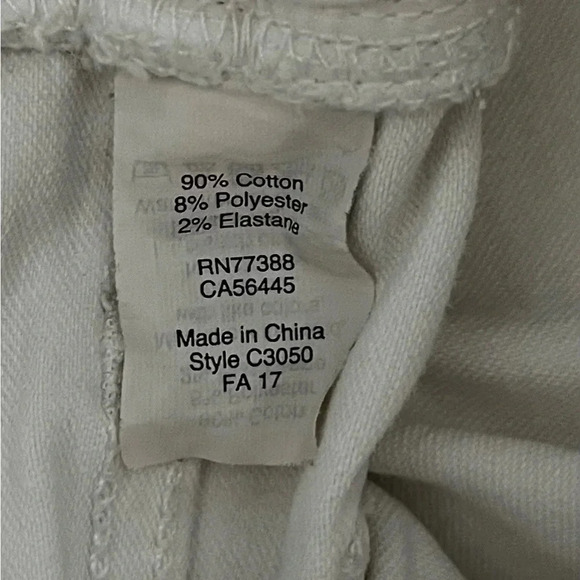 90% Cotton
8% Polyester
2% Elastane
RN77388
CA56445
Made in China
Style C3050
FA 17